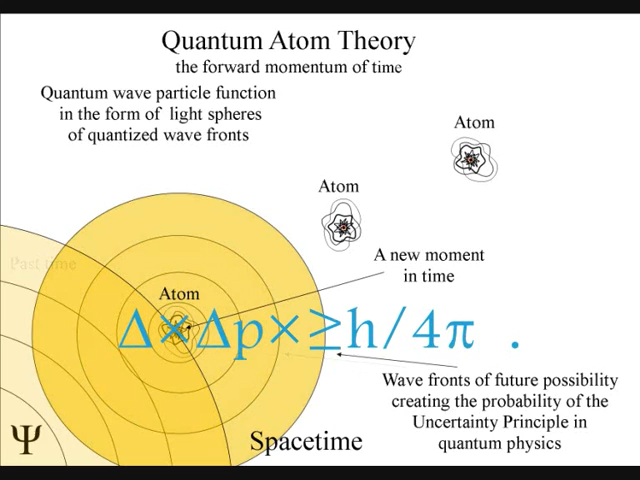 Quantum Atom Theory
the forward momentum of time
Quantum wave particle function
in the form of light spheres
of quantized wave fronts
Atom
Atom
A new moment
in time
Past time
Atom
Δ×Δp×≥h/4π .
Wave fronts of future possibility
creating the probability of the
Uncertainty Principle in
quantum physics
Ψ
Spacetime